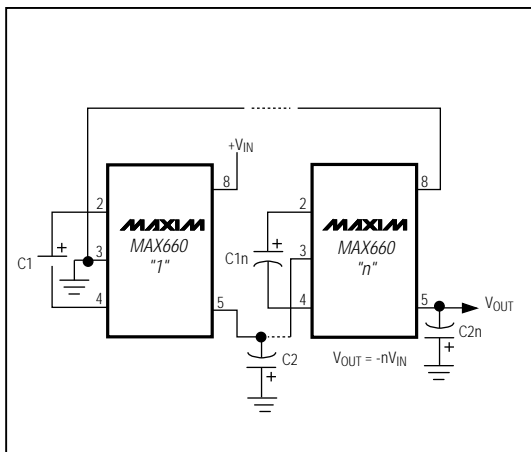 +VIN
8
8
2
MAXIM
MAX660
"1"
3
C1
+
4
5
C2
+
2
MAXIM
MAX660
"n"
3
C1n
+
4
5
VOUT
C2n
+
VOUT = -nVIN